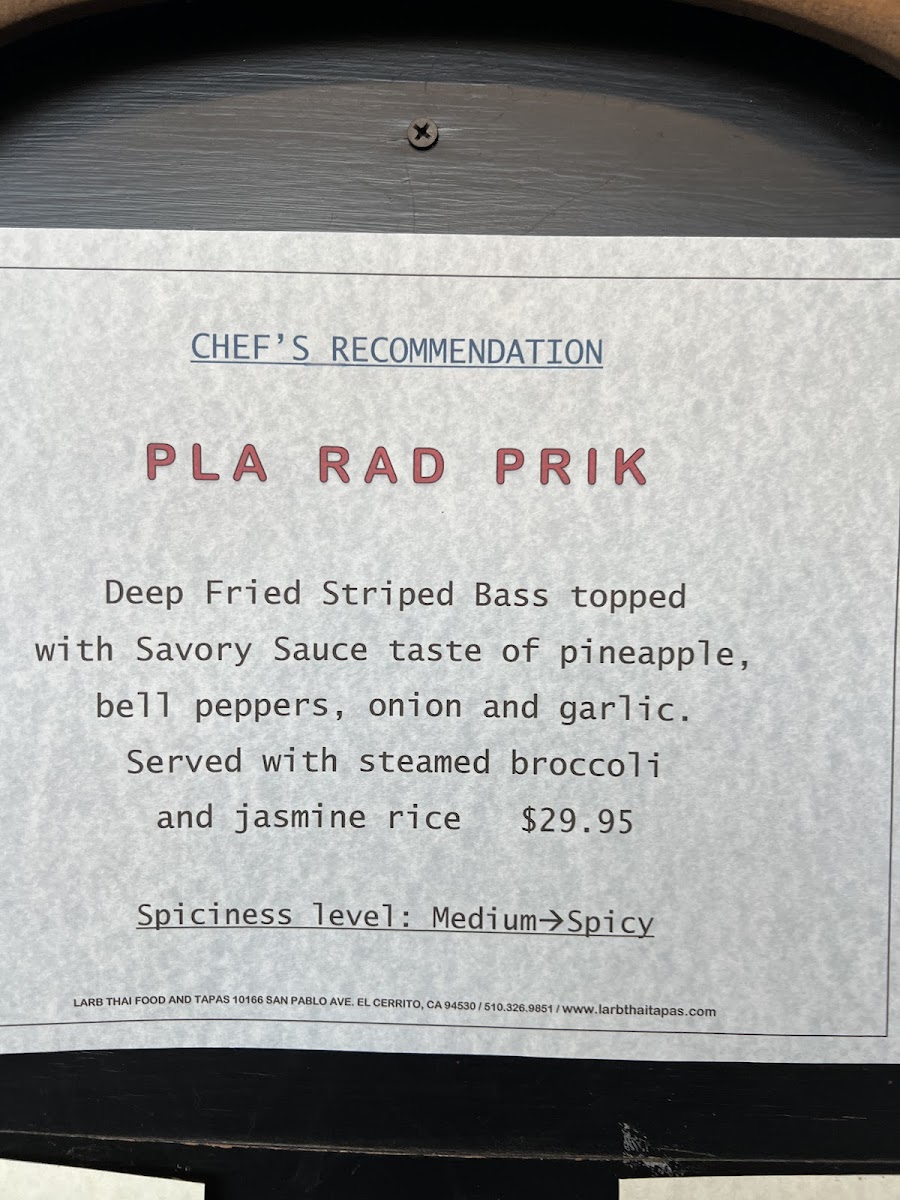 CHEF’S RECOMMENDATION
PLA RAD PRIK
Deep Fried Striped Bass topped
with Savory Sauce taste of pineapple,
bell peppers, onion and garlic.
Served with steamed broccoli
and jasmine rice $29.95
Spiciness level: Medium→Spicy
LARB THAI FOOD AND TAPAS 10166 SAN PABLO AVE. EL CERRITO, CA 94530 / 510.326.9851 / www.larbthaitapas.com